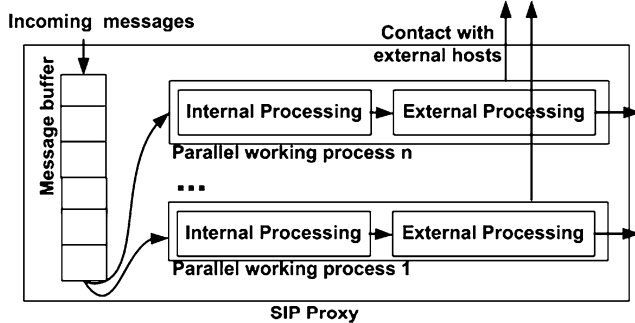 Incoming messages
Contact with
external hosts
Message buffer
Internal Processing
External Processing
Parallel working process n
...
Internal Processing
External Processing
Parallel working process 1
SIP Proxy